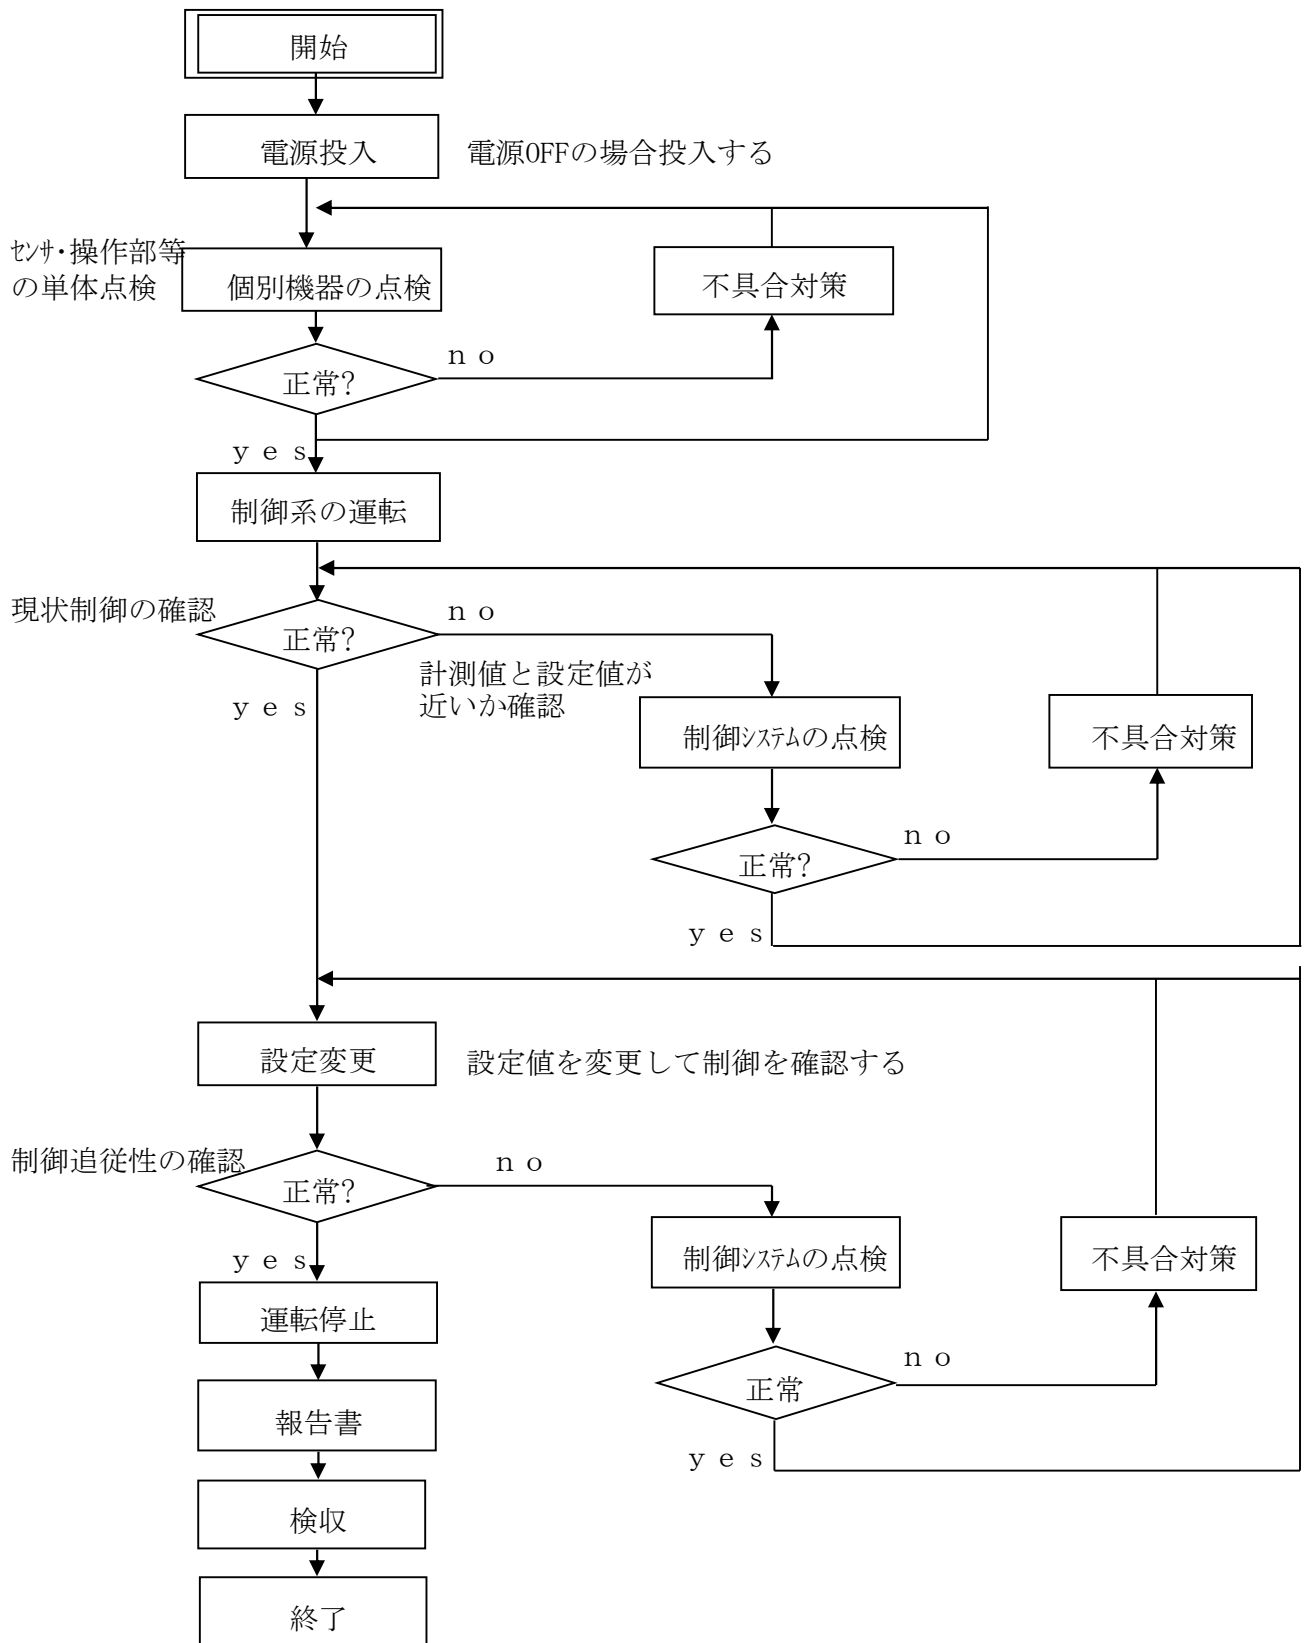 開始
電源投入
電源OFFの場合投入する
ｾﾝｻ・操作部等
の単体点検
個別機器の点検
不具合対策
ｎｏ
正常?
ｙｅｓ
制御系の運転
現状制御の確認
ｎｏ
正常?
計測値と設定値が
近いか確認
ｙｅｓ
制御ｼｽﾃﾑの点検
不具合対策
ｎｏ
正常?
ｙｅｓ
設定変更
設定値を変更して制御を確認する
制御追従性の確認
ｎｏ
正常?
ｙｅｓ
制御ｼｽﾃﾑの点検
不具合対策
運転停止
ｎｏ
正常
報告書
ｙｅｓ
検収
終了